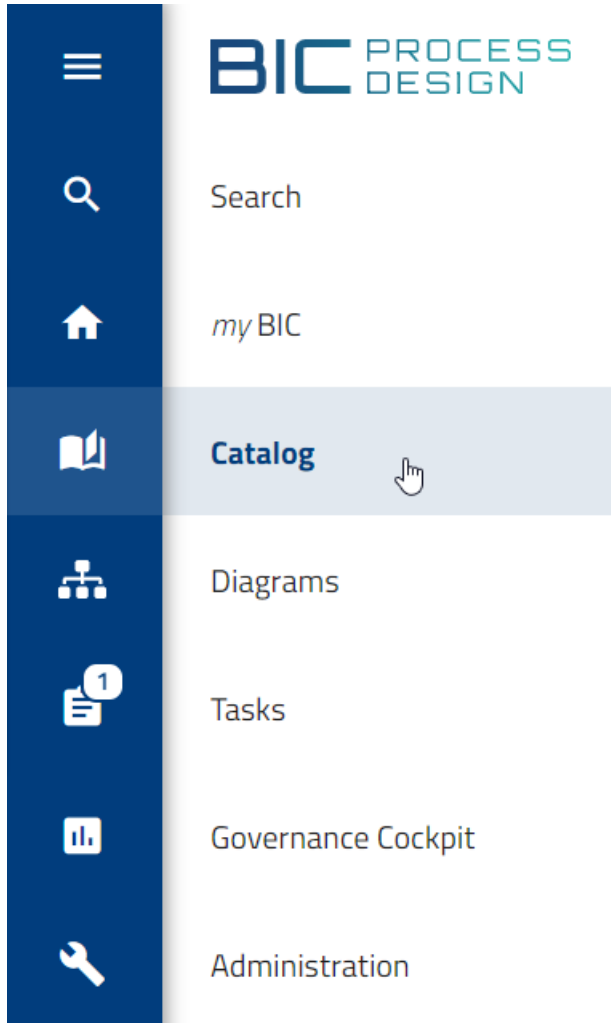 BIC PROCESS
DESIGN
Search
my BIC
Catalog
Diagrams
1
Tasks
Governance Cockpit
Administration